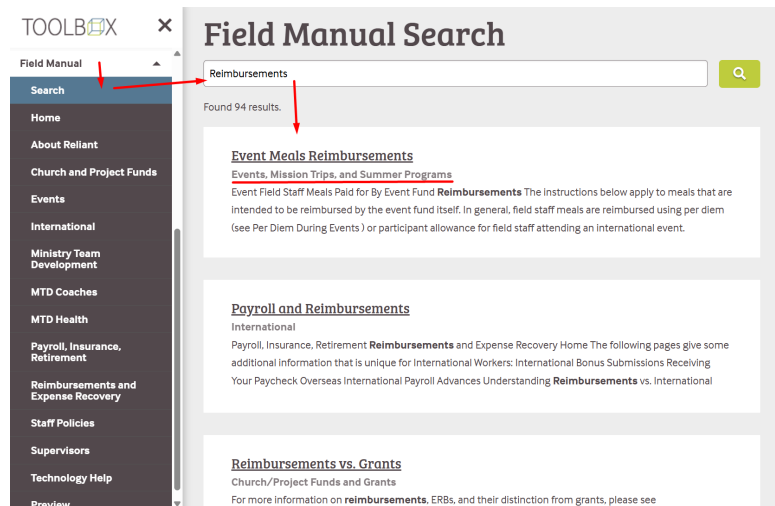 TOOLBOX ×
Field Manual
Search
Home
About Reliant
Church and Project Funds
Events
International
Ministry Team
Development
MTD Coaches
MTD Health
Payroll, Insurance,
Retirement
Reimbursements and
Expense Recovery
Staff Policies
Supervisors
Technology Help
Preview
Field Manual Search
Reimbursements
Found 94 results.
Event Meals Reimbursements
Events, Mission Trips, and Summer Programs
Event Field Staff Meals Paid for By Event Fund Reimbursements The instructions below apply to meals that are
intended to be reimbursed by the event fund itself. In general, field staff meals are reimbursed using per diem
(see Per Diem During Events ) or participant allowance for field staff attending an international event.
Payroll and Reimbursements
International
Payroll, Insurance, Retirement Reimbursements and Expense Recovery Home The following pages give some
additional information that is unique for International Workers: International Bonus Submissions Receiving
Your Paycheck Overseas International Payroll Advances Understanding Reimbursements vs. International
Reimbursements vs. Grants
Church/Project Funds and Grants
For more information on reimbursements, ERBs, and their distinction from grants, please see